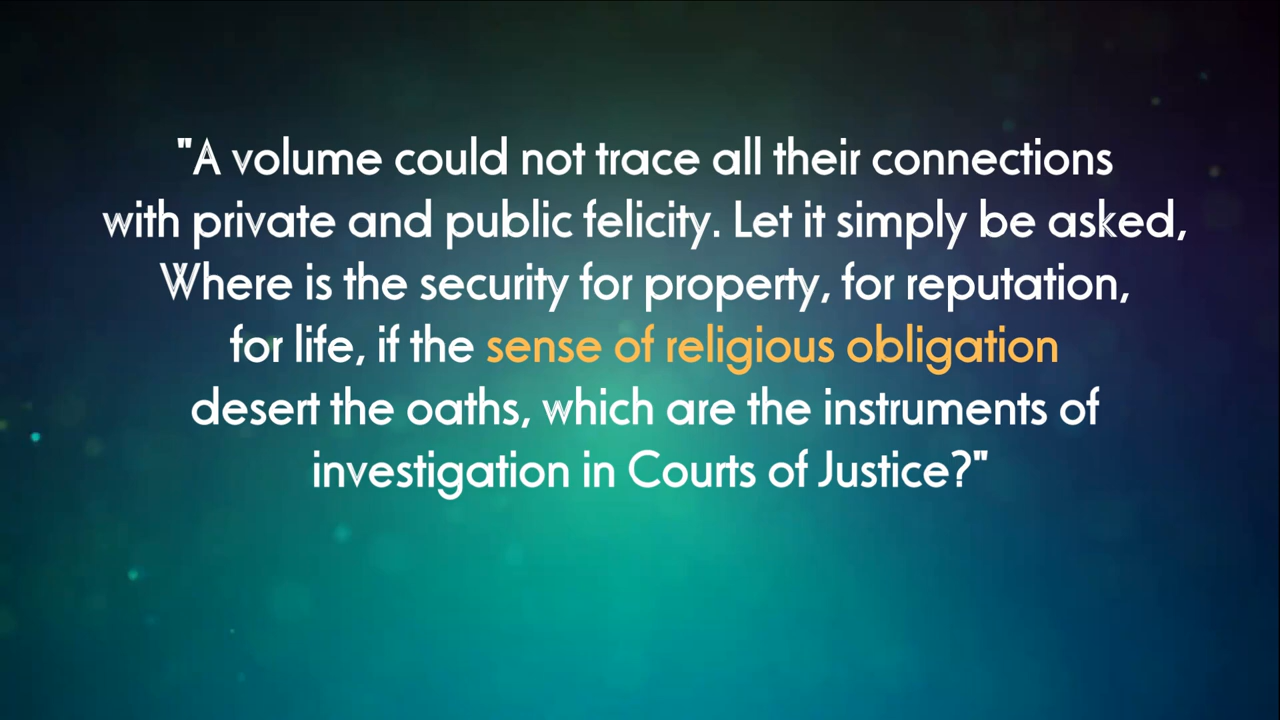 "A volume could not trace all their connections
with private and public felicity. Let it simply be asked,
Where is the security for property, for reputation,
for life, if the sense of religious obligation
desert the oaths, which are the instruments of
investigation in Courts of Justice?"